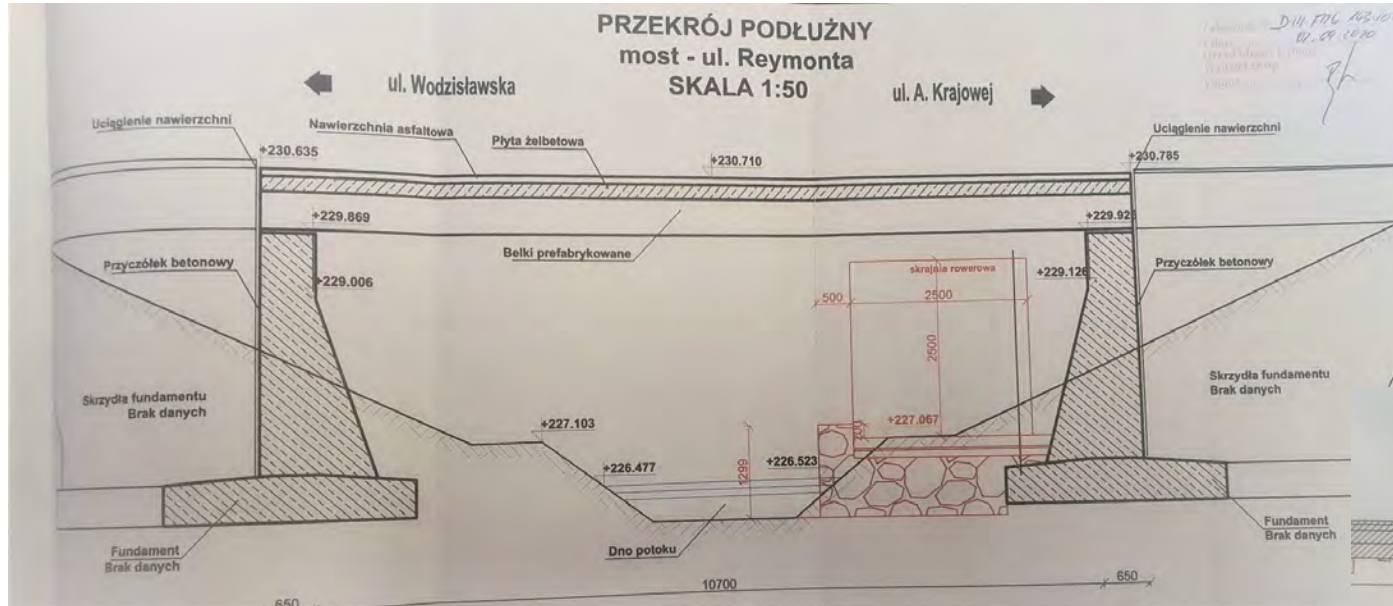 PRZEKRÓJ PODŁUŻNY
most - ul. Reymonta
SKALA 1:50
ul. Wodzisławska
ul. A. Krajowej
Uciąglenie nawierzchni
Nawierzchnia asfaltowa
Płyta żelbetowa
Uciąglenie nawierzchni
+230.635
+230.710
+230.785
+229.869
+229.92
Belki prefabrykowane
Przyczółek betonowy
+229.006
skrajnia rowerowa
+229.126
Przyczółek betonowy
500
2500
2500
Skrzydła fundamentu
Brak danych
Skrzydła fundamentu
Brak danych
+227.103
+227.067
200
+226.477
1299
+226.523
Fundament
Brak danych
Dno potoku
Fundament
Brak danych
650
10700
650